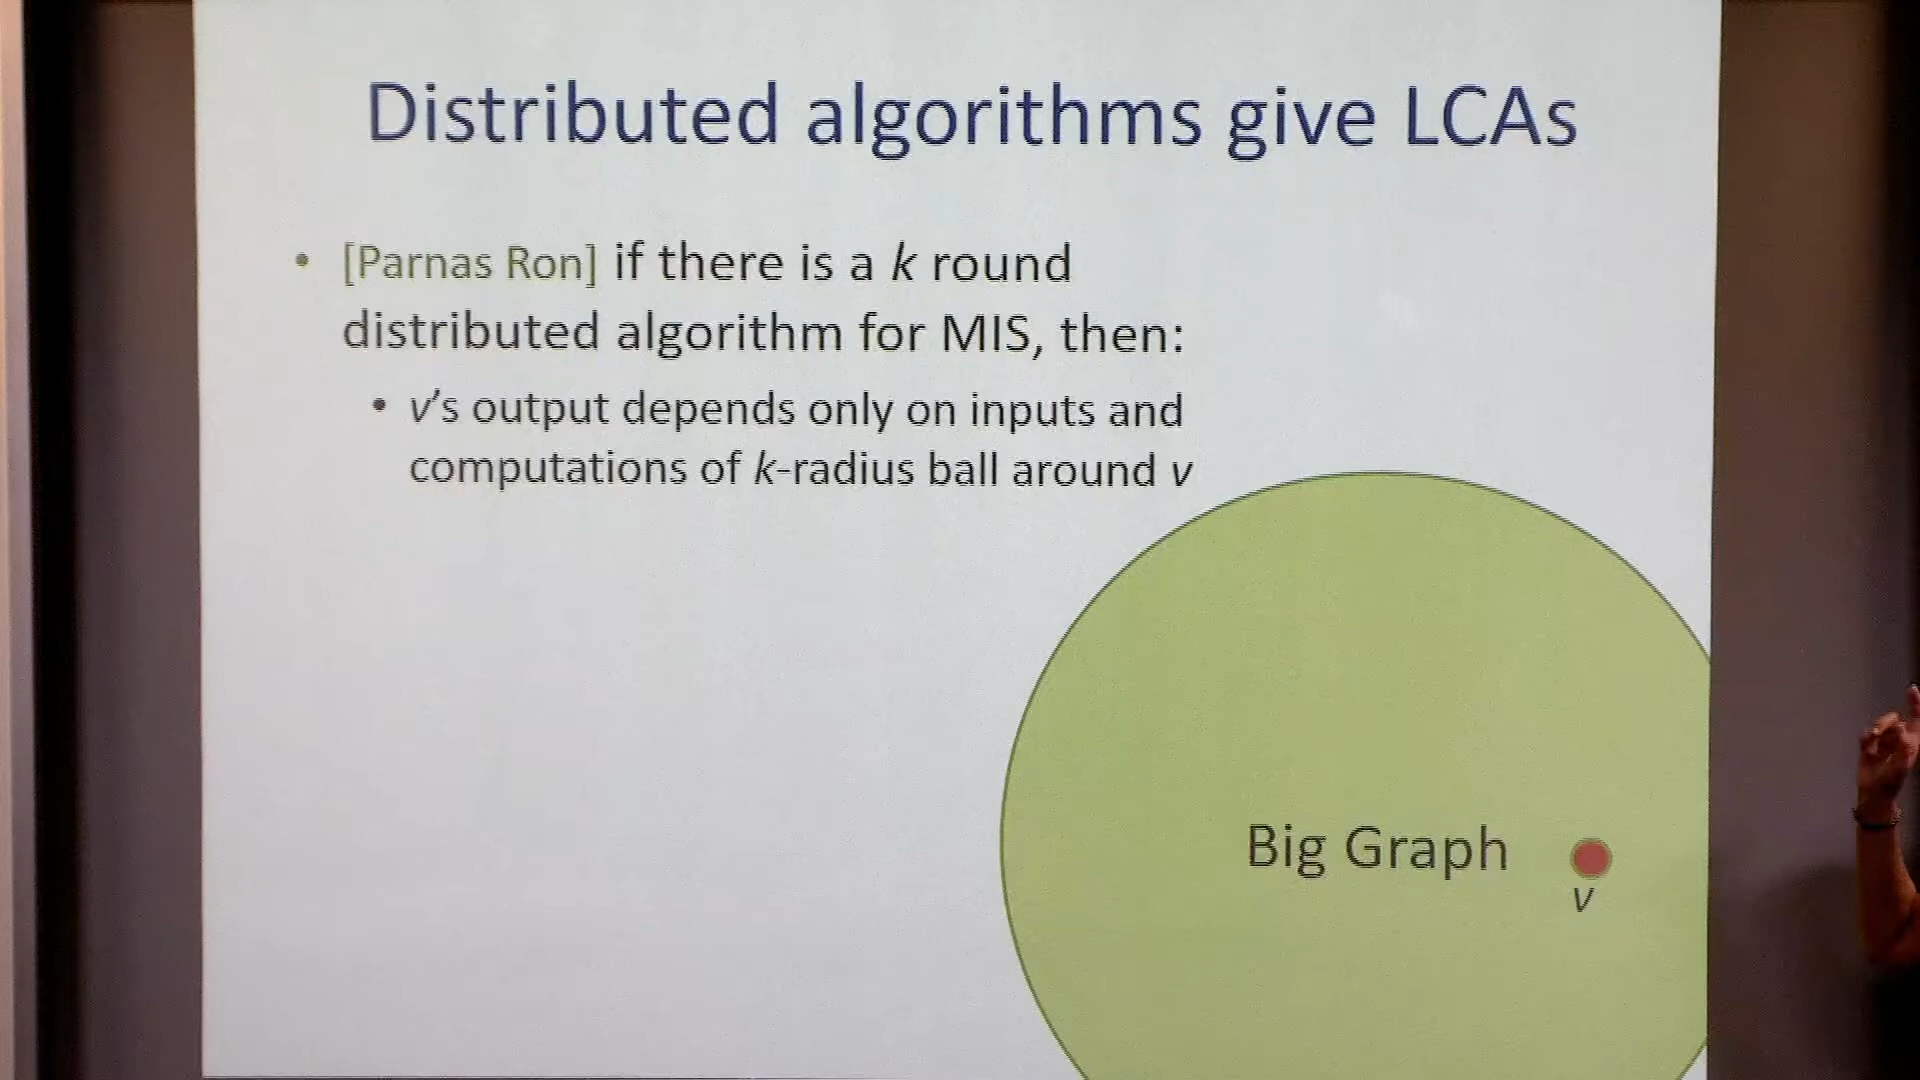 Distributed algorithms give LCAs
• [Parnas Ron] if there is a k round
distributed algorithm for MIS, then:
• v's output depends only on inputs and
computations of k-radius ball around v
Big Graph
v